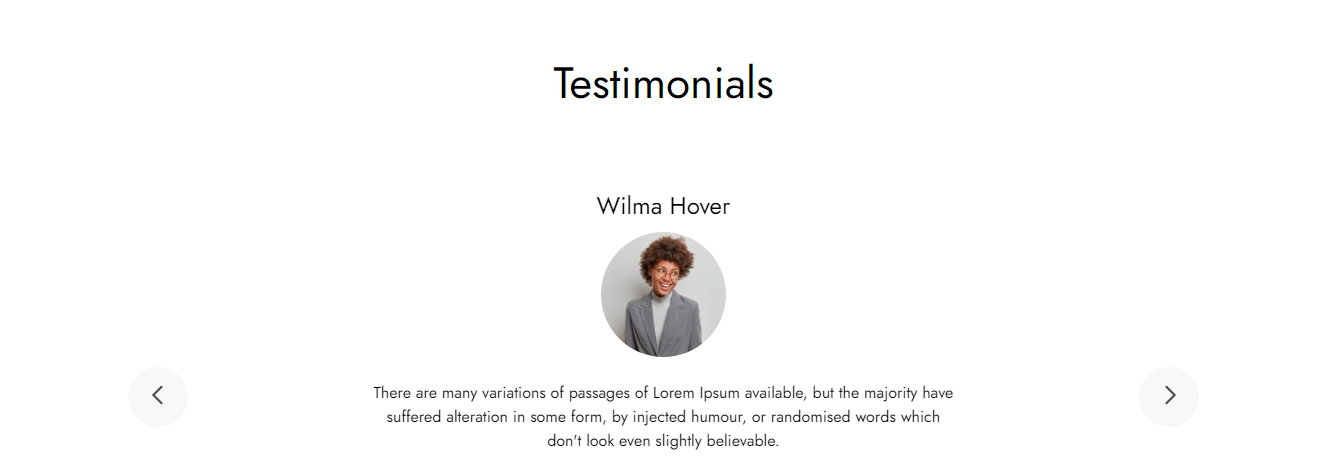 Testimonials
Wilma Hover
There are many variations of passages of Lorem Ipsum available, but the majority have
suffered alteration in some form, by injected humour, or randomised words which
don't look even slightly believable.